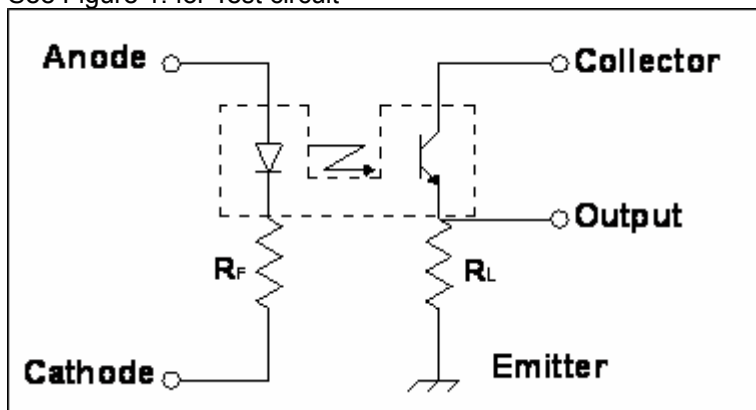 See Figure 1. for Test circuit
Anode
Collector
Output
RF
RL
Cathode
Emitter